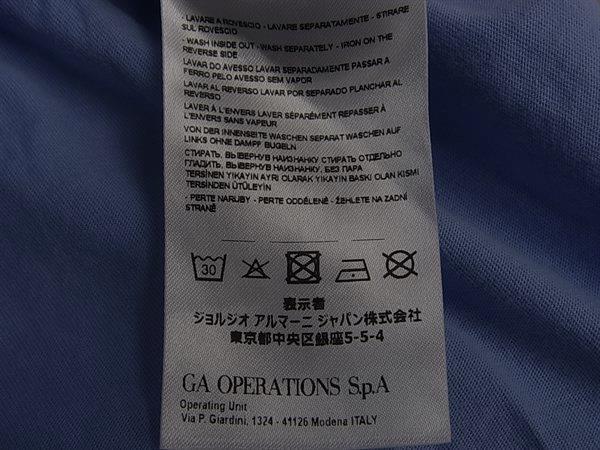 - LAVARE A ROVESCIO - LAVARE SEPARATAMENTE - STIRARE
SUL ROVESCIO
- WASH INSIDE OUT - WASH SEPARATELY - IRON ON THE
REVERSE SIDE
LAVAR DO AVESSO LAVAR SEPARADAMENTE PASSAR À
FERRO PELO AVESSO SEM VAPOR
LAVAR AL REVERSO LAVAR POR SEPARADO PLANCHAR AL
REVERSO
LAVER À L'ENVERS LAVER SÉPARÉMENT REPASSER À
L'ENVERS SANS VAPEUR
VON DER INNENSEITE WASCHEN SEPARAT WASCHEN AUF
LINKS OHNE DAMPF BUGELN
СТИРАТЬ, ВЫВЕРНУВ НАИЗНАНКУ СТИРАТЬ ОТДЕЛЬНО
ГЛАДИТЬ, ВЫВЕРНУВ НАИЗНАНКУ, БЕЗ ПАРА
TERSİNEN YIKAYIN AYRI OLARAK YIKAYIN BASKI OLAN KISMI
TERSİNDEN ÜTÜLEYİN
- PERTE NARUBY - PERTE ODDĚLENĚ - ŽEHLETE NA ZADNÍ
STRANĚ
30
表示者
ジョルジオ アルマーニ ジャパン株式会社
東京都中央区銀座5-5-4
GA OPERATIONS S.p.A
Operating Unit
Via P. Giardini, 1324 - 41126 Modena ITALY